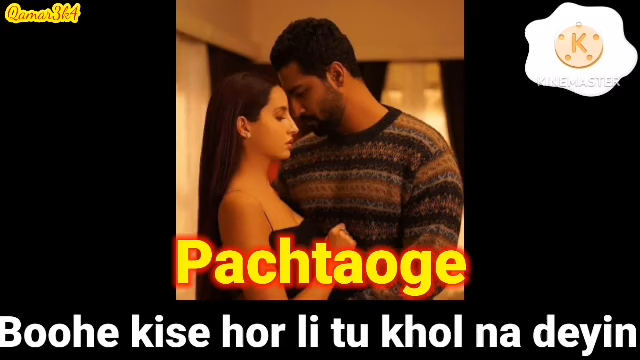 Qamar3k4
K
KINEMASTER
Pachtaoge
Boohe kise hor li tu khol na deyin